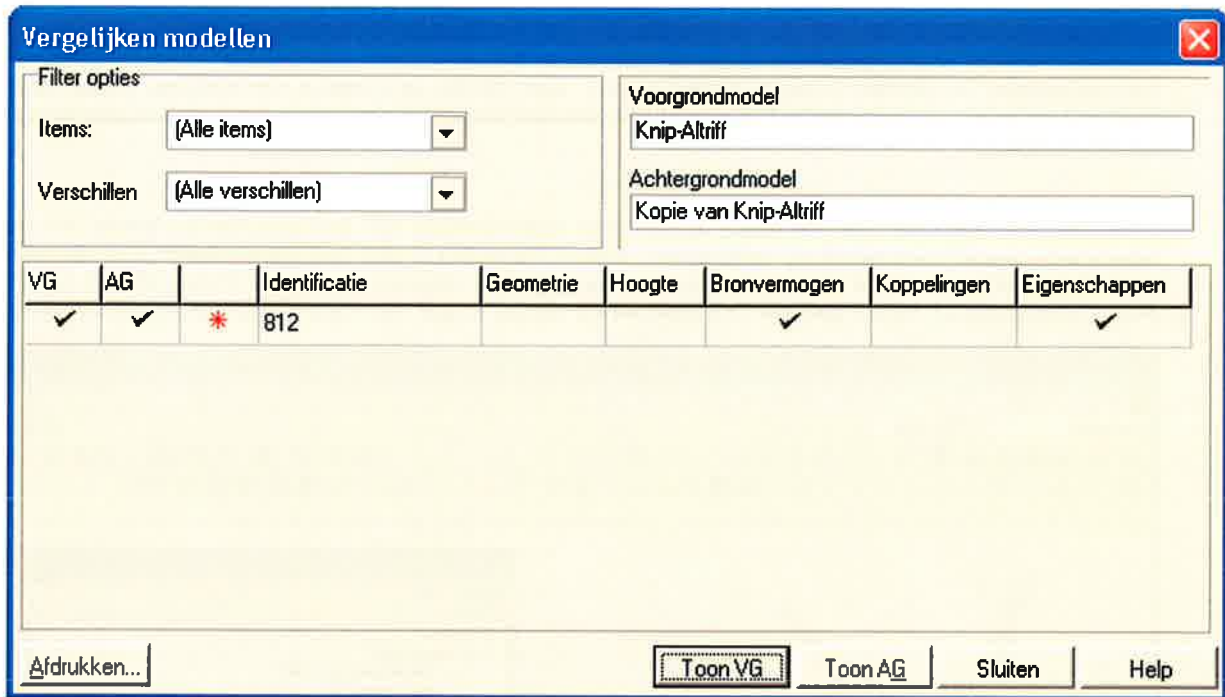 Vergelijken modellen
Filter opties
Items: (Alle items)
Verschillen (Alle verschillen)
Voorgrondmodel
Knip-Altriff
Achtergrondmodel
Kopie van Knip-Altriff
VG AG Identificatie Geometrie Hoogte Bronvermogen Koppelingen Eigenschappen
✓ ✓ * 812 ✓ ✓
Afdrukken... Toon VG Toon AG Sluiten Help